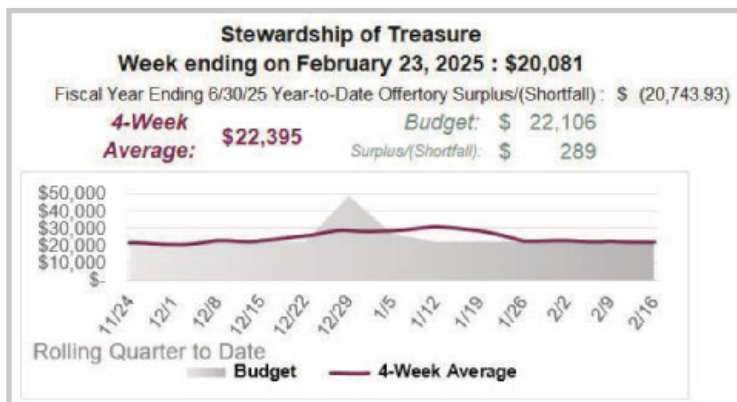 Stewardship of Treasure
Week ending on February 23, 2025 : $20,081
Fiscal Year Ending 6/30/25 Year-to-Date Offertory Surplus/(Shortfall) : $ (20,743.93)
4-Week Average: $22,395
Budget: $ 22,106
Surplus/(Shortfall): $ 289
$50,000
$40,000
$30,000
$20,000
$10,000
$-
11/24 12/1 12/8 12/15 12/22 12/29 1/5 1/12 1/19 1/26 2/2 2/9 2/16
Rolling Quarter to Date
Budget 4-Week Average